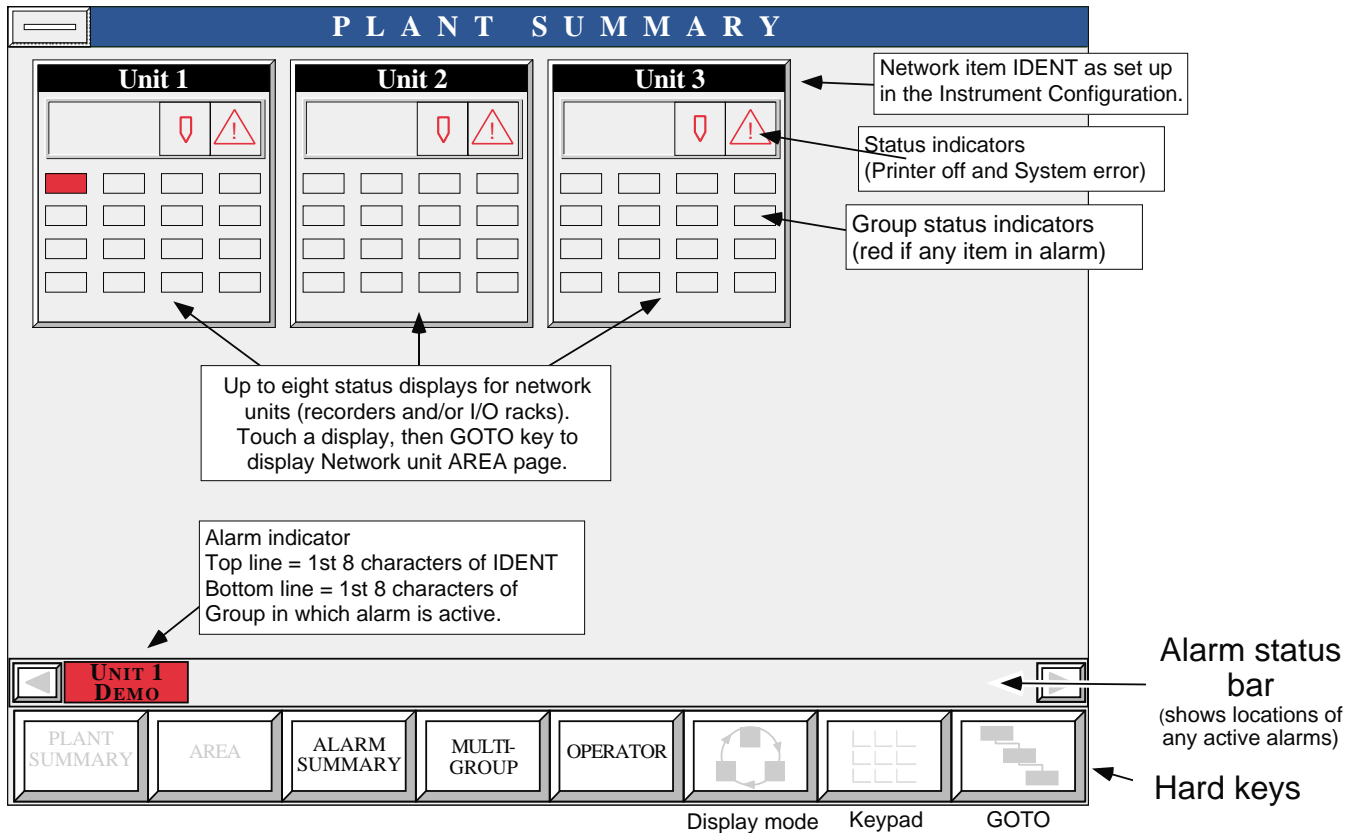 PLANT SUMMARY
Unit 1
Unit 2
Unit 3
Network item IDENT as set up
in the Instrument Configuration.
Status indicators
(Printer off and System error)
Group status indicators
(red if any item in alarm)
Up to eight status displays for network
units (recorders and/or I/O racks).
Touch a display, then GOTO key to
display Network unit AREA page.
Alarm indicator
Top line = 1st 8 characters of IDENT
Bottom line = 1st 8 characters of
Group in which alarm is active.
UNIT 1
DEMO
Alarm status
bar
(shows locations of
any active alarms)
PLANT
SUMMARY
AREA
ALARM
SUMMARY
MULTI-
GROUP
OPERATOR
Hard keys
Display mode
Keypad
GOTO